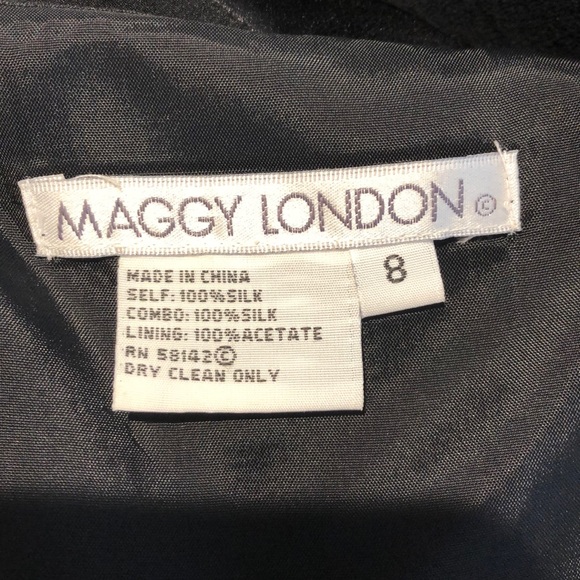 MAGGY LONDON ©
8
MADE IN CHINA
SELF: 100% SILK
COMBO: 100% SILK
LINING: 100% ACETATE
RN 58142 ©
DRY CLEAN ONLY